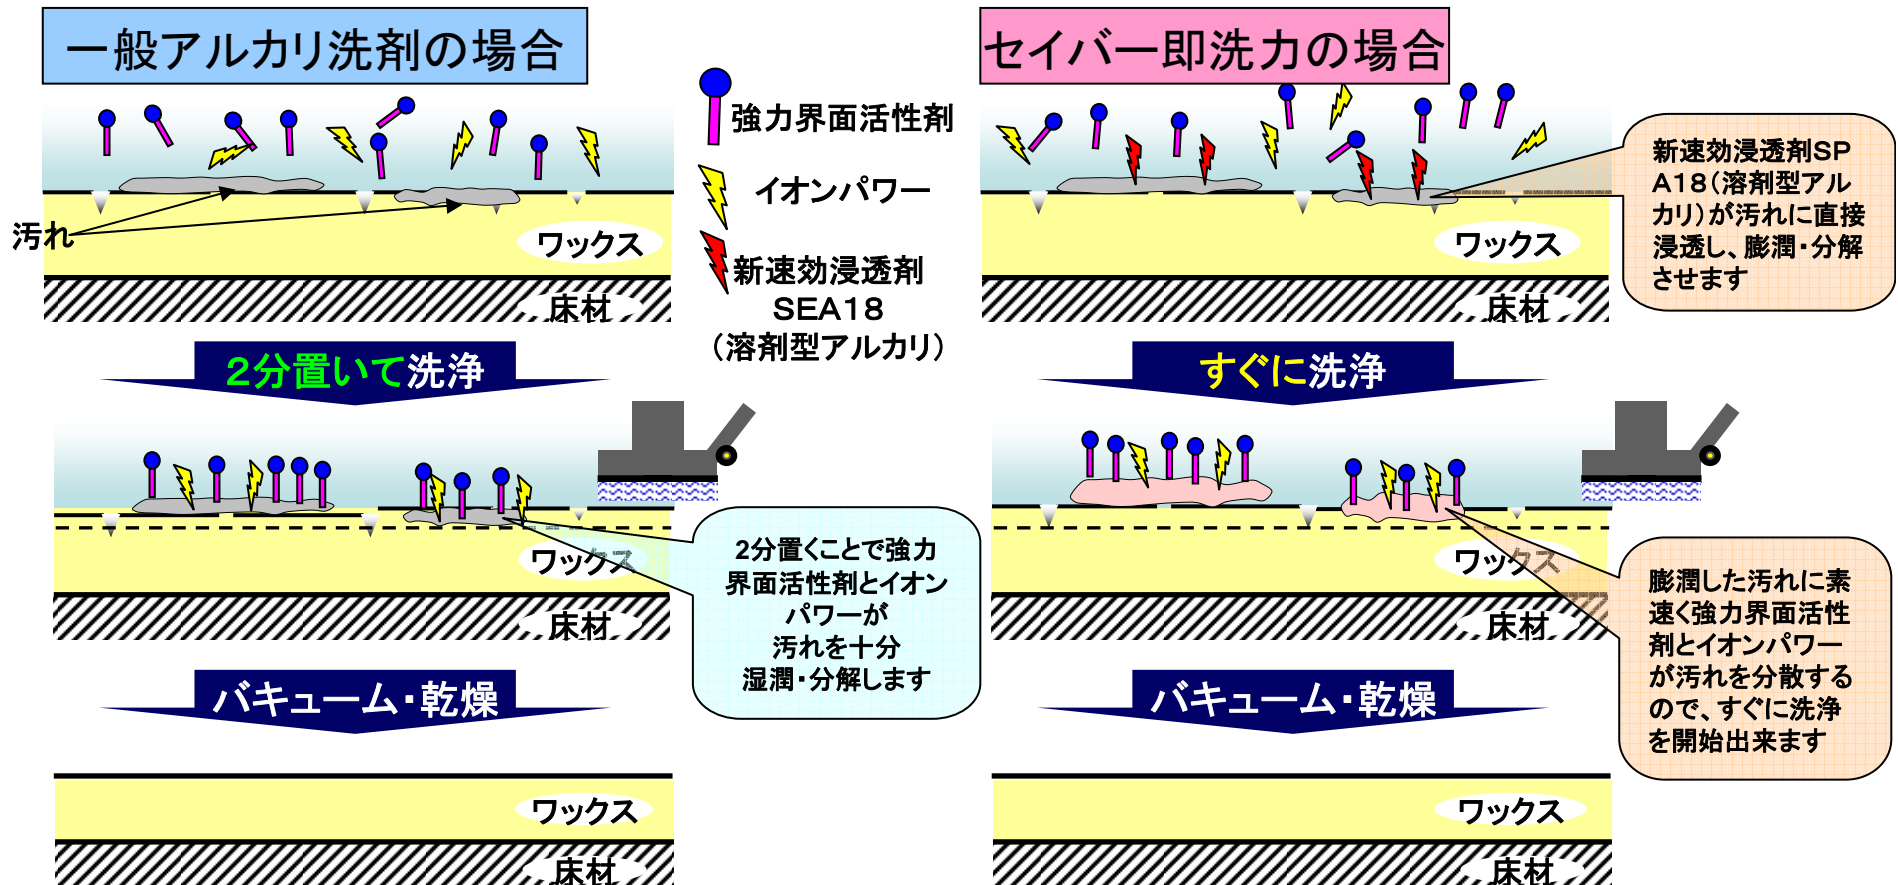 一般アルカリ洗剤の場合
汚れ
ワックス
床材
強力界面活性剤
イオンパワー
新速効浸透剤
SEA18
(溶剤型アルカリ)
セイバー即洗力の場合
ワックス
床材
新速効浸透剤SP
A18(溶剤型アル
カリ)が汚れに直接
浸透し、膨潤・分解
させます
2分置いて洗浄
すぐに洗浄
ワックス
床材
2分置くことで強力
界面活性剤とイオン
パワーが
汚れを十分
湿潤・分解します
ワックス
床材
膨潤した汚れに素
速く強力界面活性
剤とイオンパワー
が汚れを分散する
ので、すぐに洗浄
を開始出来ます
バキューム・乾燥
バキューム・乾燥
ワックス
床材
ワックス
床材